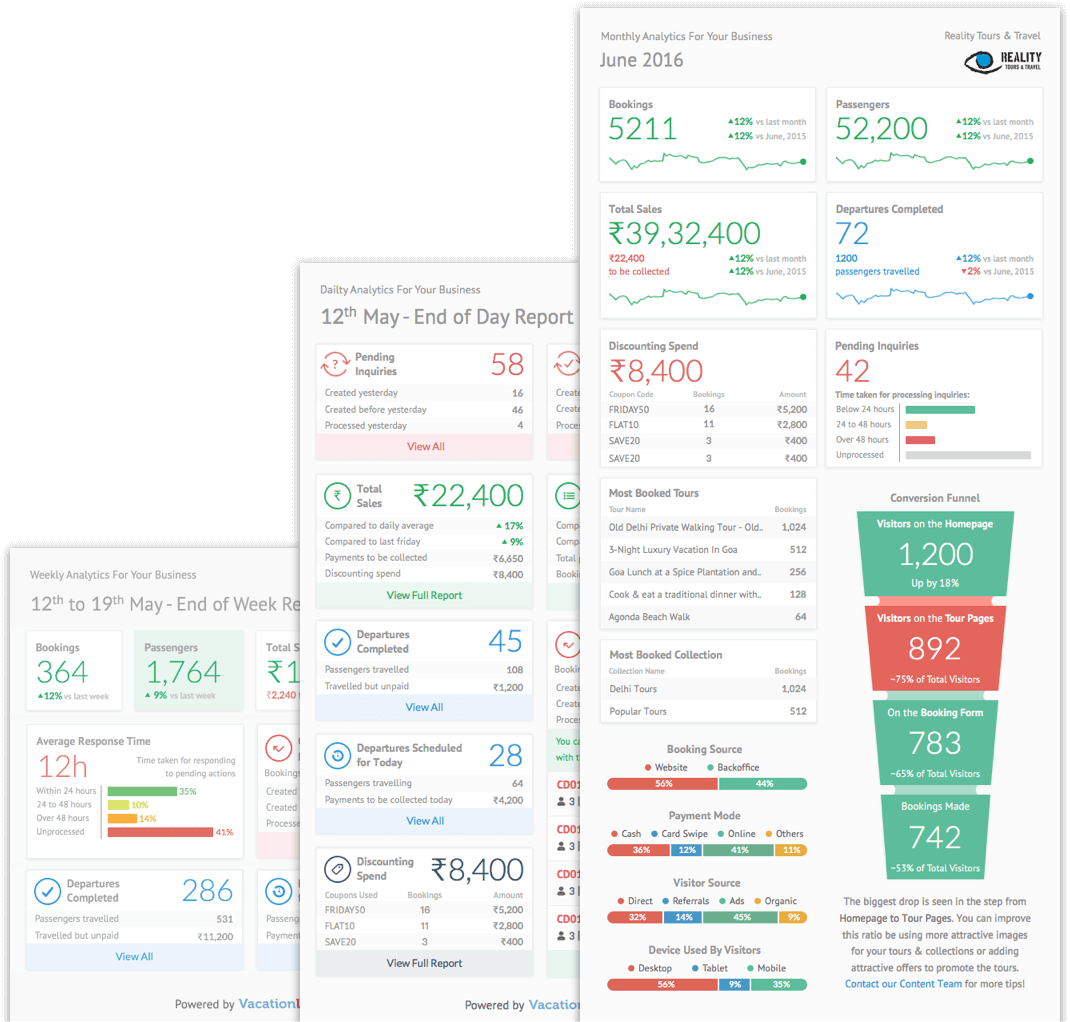 Monthly Analytics For Your Business
Reality Tours & Travel
June 2016
REALITY
TOURS & TRAVEL
Bookings
5211
▲12% vs last month
▲12% vs June, 2015
Passengers
52,200
▲12% vs last month
▲12% vs June, 2015
Total Sales
₹39,32,400
₹22,400
to be collected
▲12% vs last month
▲12% vs June, 2015
Departures Completed
72
1200
passengers travelled
▲12% vs last month
▼2% vs June, 2015
Discounting Spend
₹8,400
Coupon Code Bookings Amount
FRIDAY50 16 ₹5,200
FLAT10 11 ₹2,800
SAVE20 3 ₹400
SAVE20 3 ₹400
Pending Inquiries
42
Time taken for processing inquiries:
Below 24 hours
24 to 48 hours
Over 48 hours
Unprocessed
Most Booked Tours
Tour Name Bookings
Old Delhi Private Walking Tour - Old.. 1,024
3-Night Luxury Vacation In Goa 512
Goa Lunch at a Spice Plantation and.. 256
Cook & eat a traditional dinner with.. 128
Agonda Beach Walk 64
Most Booked Collection
Collection Name Bookings
Delhi Tours 1,024
Popular Tours 512
Booking Source
Website Backoffice
56% 44%
Payment Mode
Cash Card Swipe Online Others
36% 12% 41% 11%
Visitor Source
Direct Referrals Ads Organic
32% 14% 45% 9%
Device Used By Visitors
Desktop Tablet Mobile
56% 9% 35%
Conversion Funnel
Visitors on the Homepage
1,200
Up by 18%
Visitors on the Tour Pages
892
~75% of Total Visitors
On the Booking Form
783
~65% of Total Visitors
Bookings Made
742
~53% of Total Visitors
The biggest drop is seen in the step from
Homepage to Tour Pages. You can improve
this ratio be using more attractive images
for your tours & collections or adding
attractive offers to promote the tours.
Contact our Content Team for more tips!
Dailty Analytics For Your Business
12th May - End of Day Report
Pending
Inquiries
58
Created yesterday 16
Created before yesterday 46
Processed yesterday 4
View All
Total
Sales
₹22,400
Compared to daily average ▲ 17%
Compared to last friday ▲ 9%
Payments to be collected ₹6,650
Discounting spend ₹8,400
View Full Report
Departures
Completed
45
Passengers travelled 108
Travelled but unpaid ₹1,200
View All
Departures Scheduled
for Today
28
Passengers travelling 64
Payments to be collected today ₹4,200
View All
Discounting
Spend
₹8,400
Coupons Used Bookings Amount
FRIDAY50 16 ₹5,200
FLAT10 11 ₹2,800
SAVE20 3 ₹400
View Full Report
Powered by Vacation
Create
Create
Proces
Comp
Comp
Total
Booki
Bookin
Create
Create
Proces
You ca
with t
CD01
3
CD01
3
CD01
3
CD01
3
Weekly Analytics For Your Business
12th to 19th May - End of Week Re
Bookings
364
▲12% vs last week
Passengers
1,764
▲ 9% vs last week
Total S
₹1
₹2,240
Average Response Time
12h
Time taken for responding
to pending actions
Within 24 hours 35%
24 to 48 hours 10%
Over 48 hours 14%
Unprocessed 41%
Bookings
Created
Created
Processe
Departures
Completed
286
Passengers travelled 531
Travelled but unpaid ₹11,200
View All
Passeng
Paymen
Powered by Vacation